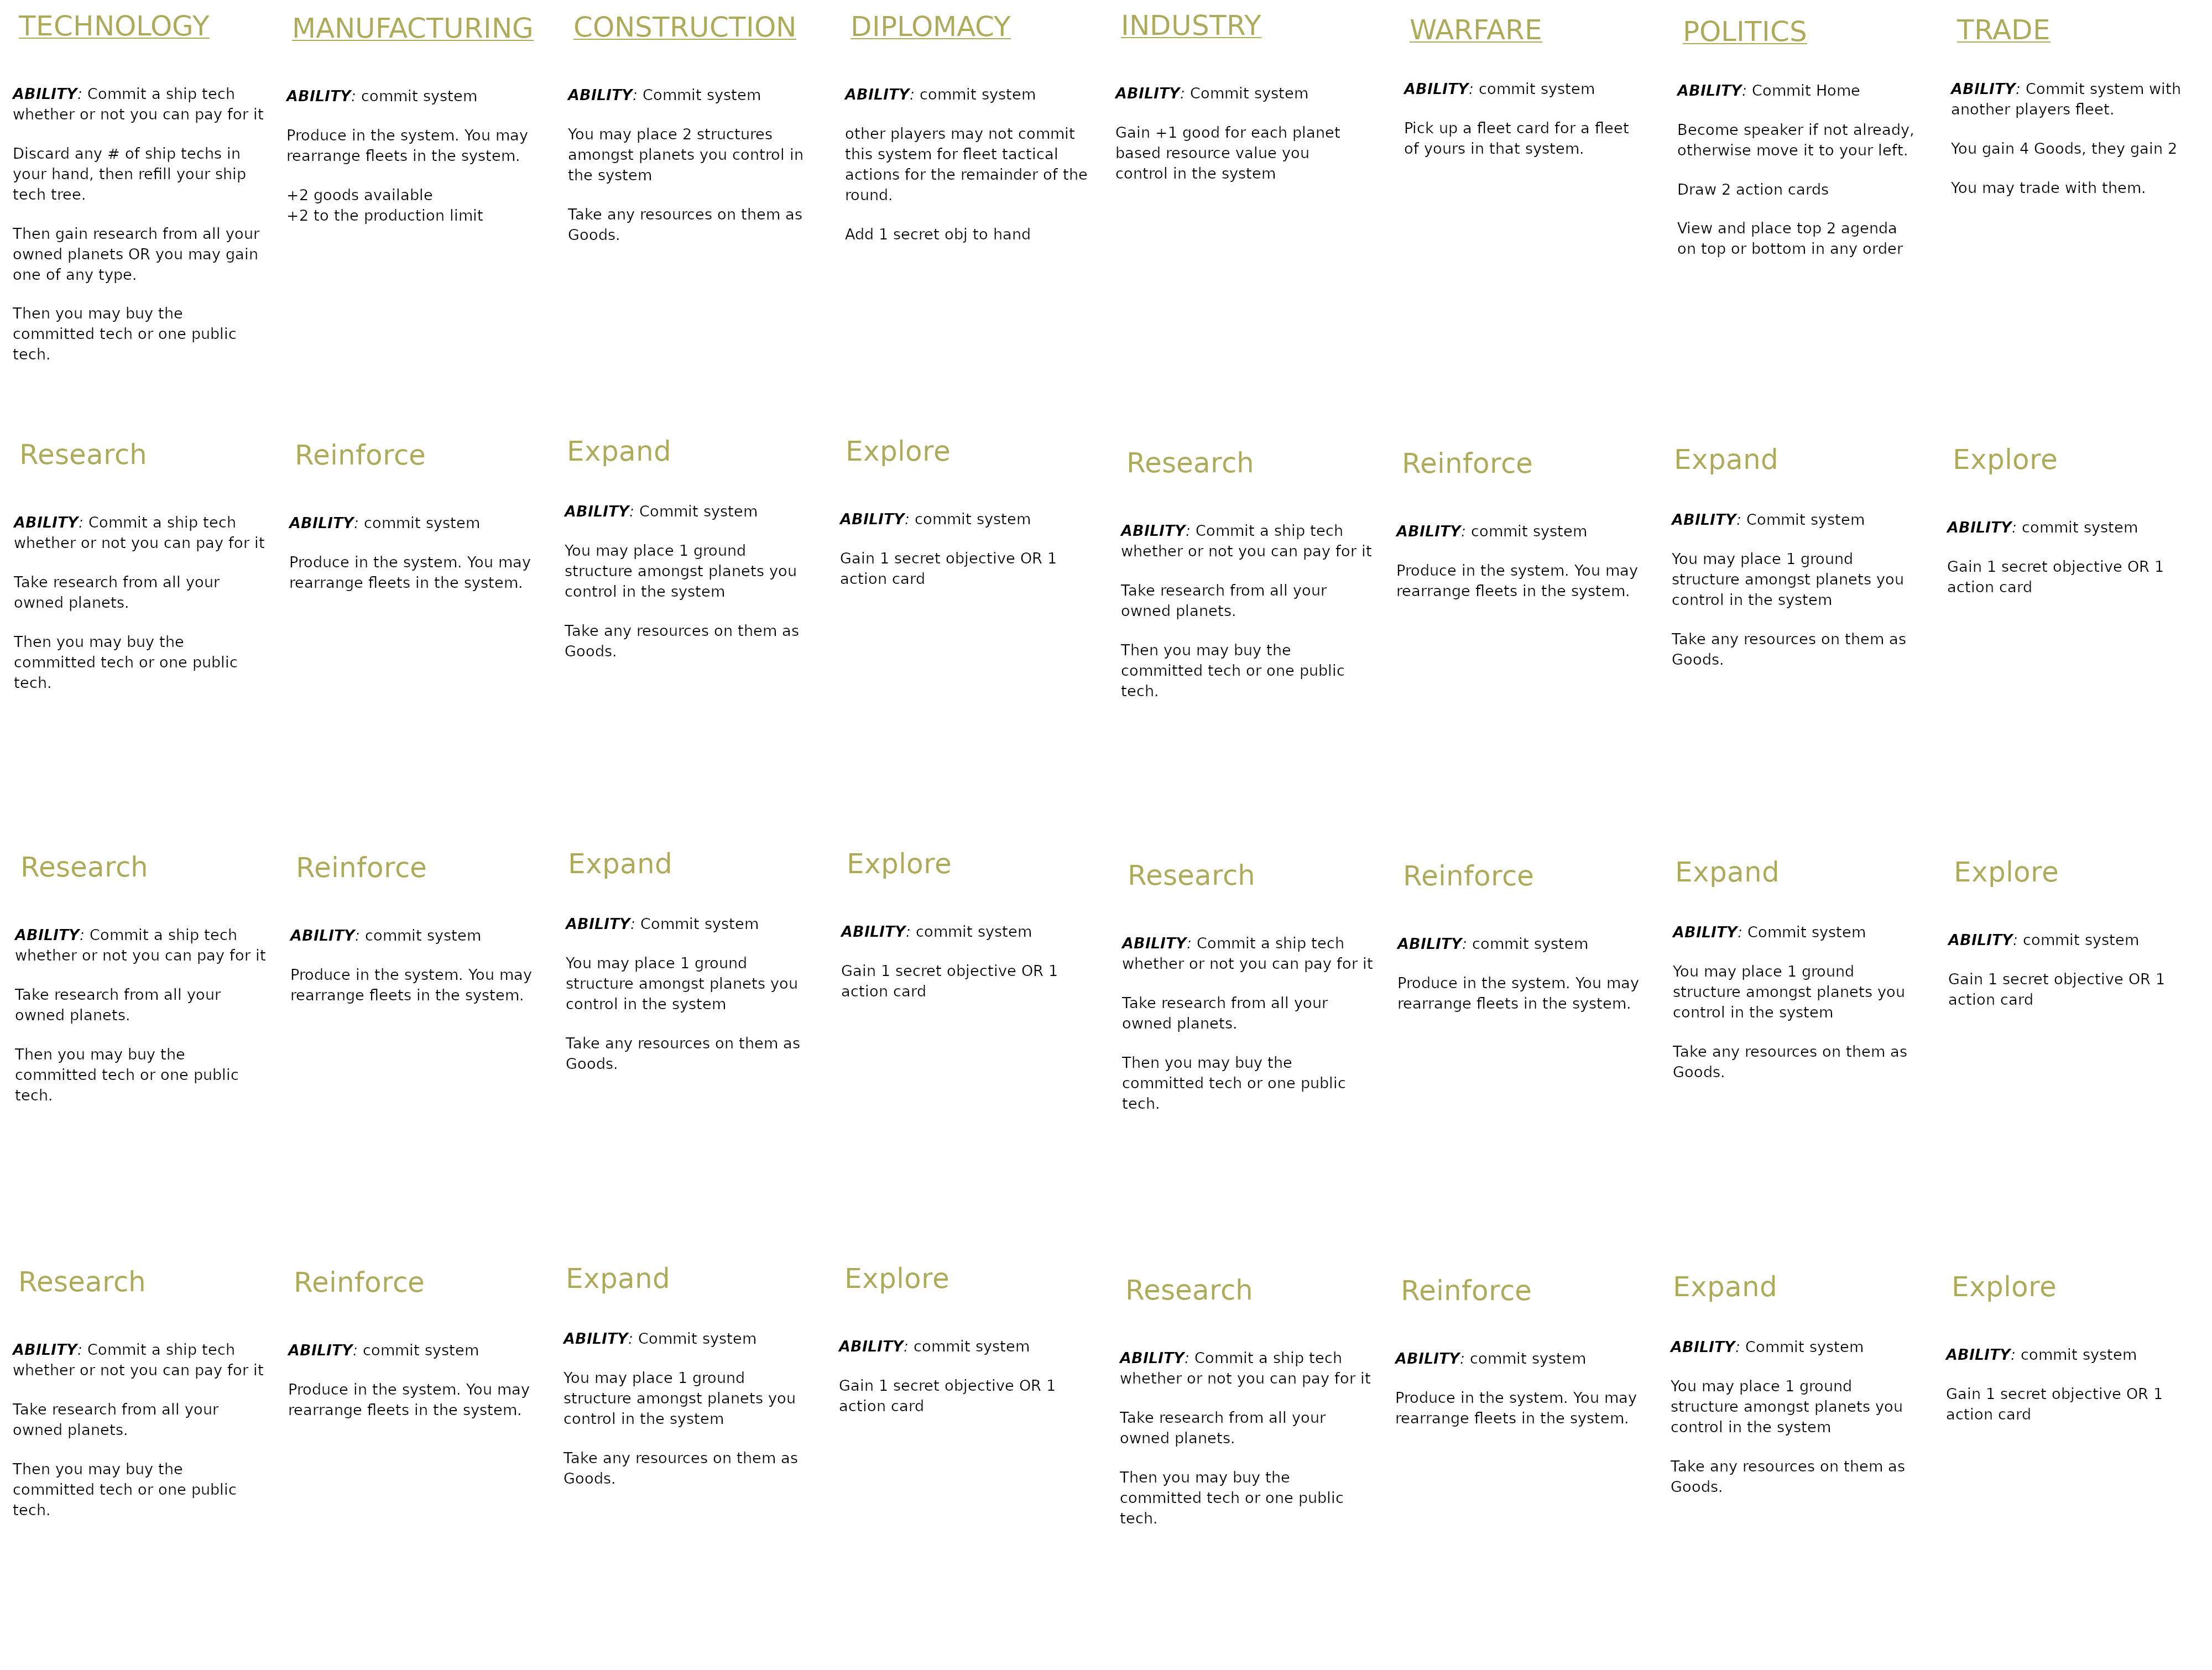 TECHNOLOGY
ABILITY: Commit a ship tech
whether or not you can pay for it
Discard any # of ship techs in
your hand, then refill your ship
tech tree.
Then gain research from all your
owned planets OR you may gain
one of any type.
Then you may buy the
committed tech or one public
tech.
MANUFACTURING
ABILITY: commit system
Produce in the system. You may
rearrange fleets in the system.
+2 goods available
+2 to the production limit
CONSTRUCTION
ABILITY: Commit system
You may place 2 structures
amongst planets you control in
the system
Take any resources on them as
Goods.
DIPLOMACY
ABILITY: commit system
other players may not commit
this system for fleet tactical
actions for the remainder of the
round.
Add 1 secret obj to hand
INDUSTRY
ABILITY: Commit system
Gain +1 good for each planet
based resource value you
control in the system
WARFARE
ABILITY: commit system
Pick up a fleet card for a fleet
of yours in that system.
POLITICS
ABILITY: Commit Home
Become speaker if not already,
otherwise move it to your left.
Draw 2 action cards
View and place top 2 agenda
on top or bottom in any order
TRADE
ABILITY: Commit system with
another players fleet.
You gain 4 Goods, they gain 2
You may trade with them.
Research
ABILITY: Commit a ship tech
whether or not you can pay for it
Take research from all your
owned planets.
Then you may buy the
committed tech or one public
tech.
Reinforce
ABILITY: commit system
Produce in the system. You may
rearrange fleets in the system.
Expand
ABILITY: Commit system
You may place 1 ground
structure amongst planets you
control in the system
Take any resources on them as
Goods.
Explore
ABILITY: commit system
Gain 1 secret objective OR 1
action card
Research
ABILITY: Commit a ship tech
whether or not you can pay for it
Take research from all your
owned planets.
Then you may buy the
committed tech or one public
tech.
Reinforce
ABILITY: commit system
Produce in the system. You may
rearrange fleets in the system.
Expand
ABILITY: Commit system
You may place 1 ground
structure amongst planets you
control in the system
Take any resources on them as
Goods.
Explore
ABILITY: commit system
Gain 1 secret objective OR 1
action card
Research
ABILITY: Commit a ship tech
whether or not you can pay for it
Take research from all your
owned planets.
Then you may buy the
committed tech or one public
tech.
Reinforce
ABILITY: commit system
Produce in the system. You may
rearrange fleets in the system.
Expand
ABILITY: Commit system
You may place 1 ground
structure amongst planets you
control in the system
Take any resources on them as
Goods.
Explore
ABILITY: commit system
Gain 1 secret objective OR 1
action card
Research
ABILITY: Commit a ship tech
whether or not you can pay for it
Take research from all your
owned planets.
Then you may buy the
committed tech or one public
tech.
Reinforce
ABILITY: commit system
Produce in the system. You may
rearrange fleets in the system.
Expand
ABILITY: Commit system
You may place 1 ground
structure amongst planets you
control in the system
Take any resources on them as
Goods.
Explore
ABILITY: commit system
Gain 1 secret objective OR 1
action card
Research
ABILITY: Commit a ship tech
whether or not you can pay for it
Take research from all your
owned planets.
Then you may buy the
committed tech or one public
tech.
Reinforce
ABILITY: commit system
Produce in the system. You may
rearrange fleets in the system.
Expand
ABILITY: Commit system
You may place 1 ground
structure amongst planets you
control in the system
Take any resources on them as
Goods.
Explore
ABILITY: commit system
Gain 1 secret objective OR 1
action card
Research
ABILITY: Commit a ship tech
whether or not you can pay for it
Take research from all your
owned planets.
Then you may buy the
committed tech or one public
tech.
Reinforce
ABILITY: commit system
Produce in the system. You may
rearrange fleets in the system.
Expand
ABILITY: Commit system
You may place 1 ground
structure amongst planets you
control in the system
Take any resources on them as
Goods.
Explore
ABILITY: commit system
Gain 1 secret objective OR 1
action card